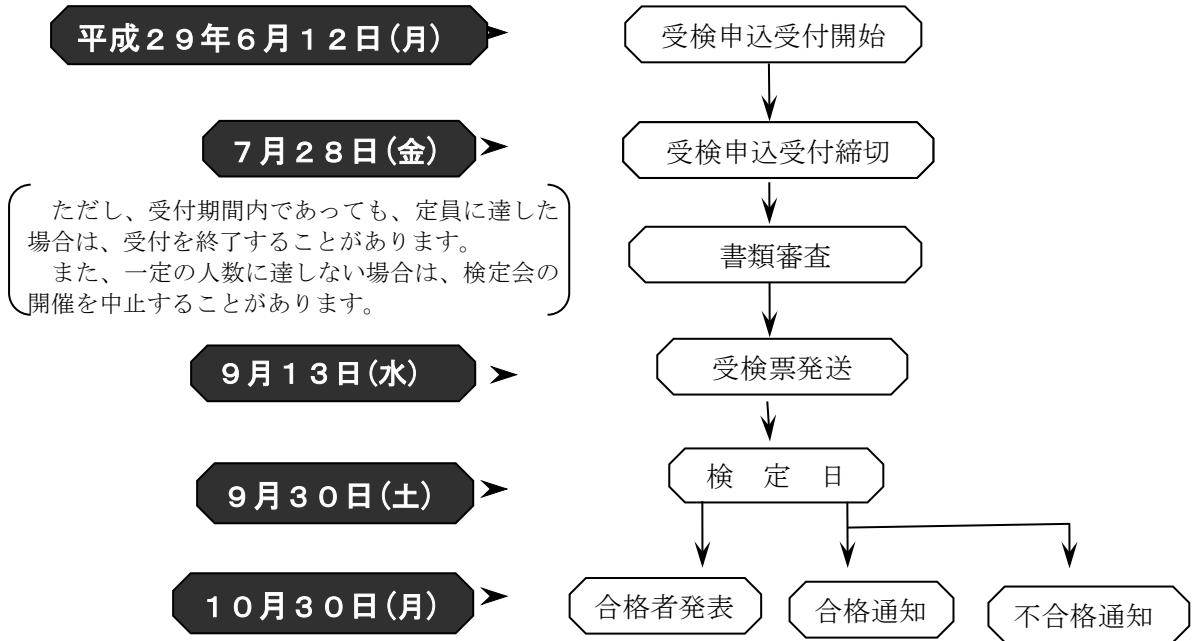 平成２９年６月１２日(月)
受検申込受付開始
７月２８日(金)
受検申込受付締切
ただし、受付期間内であっても、定員に達した
場合は、受付を終了することがあります。
また、一定の人数に達しない場合は、検定会の
開催を中止することがあります。
書類審査
９月１３日(水)
受検票発送
９月３０日(土)
検　定　日
１０月３０日(月)
合格者発表
合格通知
不合格通知